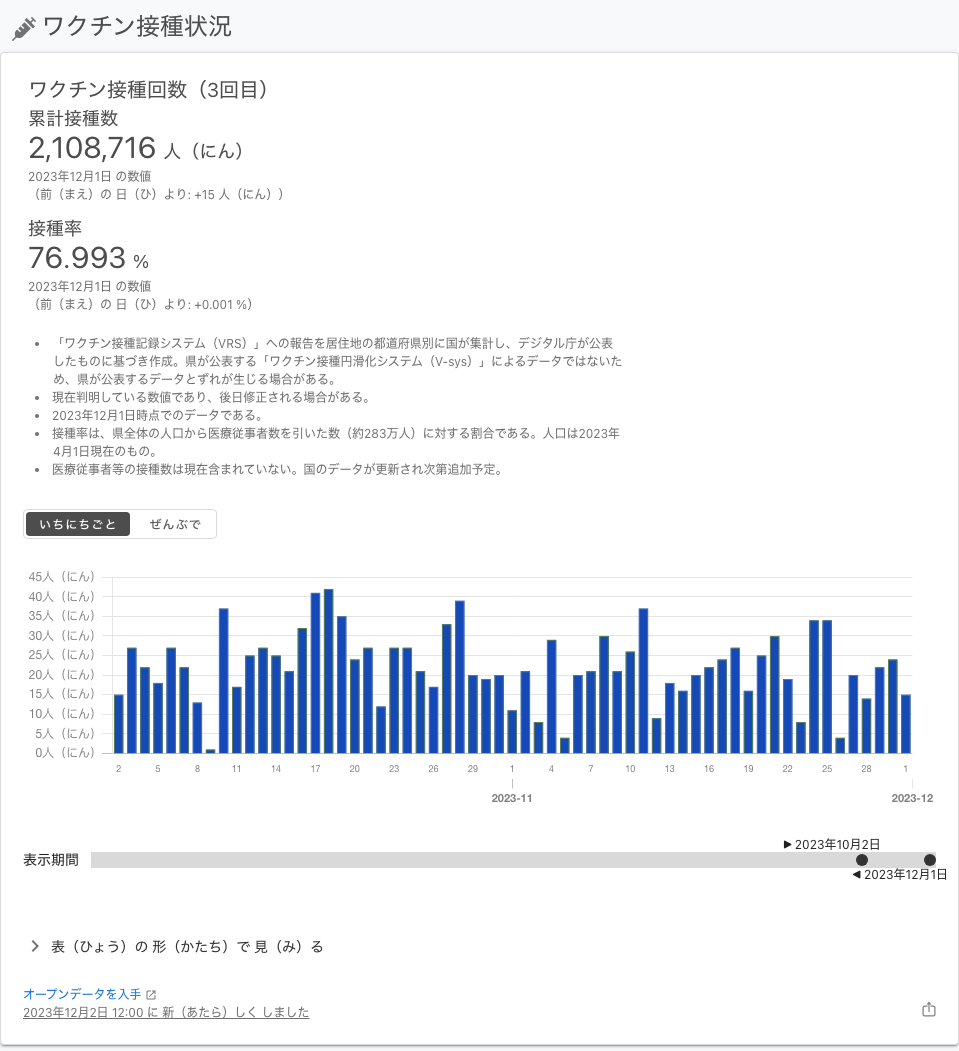 ワクチン接種状況
ワクチン接種回数（3回目）
累計接種数
2,108,716 人（にん）
2023年12月1日 の数値
（前（まえ）の 日（ひ）より: +15 人（にん））
接種率
76.993 %
2023年12月1日 の数値
（前（まえ）の 日（ひ）より: +0.001 %）
• 「ワクチン接種記録システム（VRS）」への報告を居住地の都道府県別に国が集計し、デジタル庁が公表
したものに基づき作成。県が公表する「ワクチン接種円滑化システム（V-sys）」によるデータではないた
め、県が公表するデータとずれが生じる場合がある。
• 現在判明している数値であり、後日修正される場合がある。
• 2023年12月1日時点でのデータである。
• 接種率は、県全体の人口から医療従事者数を引いた数（約283万人）に対する割合である。人口は2023年
4月1日現在のもの。
• 医療従事者等の接種数は現在含まれていない。国のデータが更新され次第追加予定。
いちにちごと ぜんぶで
45人（にん）
40人（にん）
35人（にん）
30人（にん）
25人（にん）
20人（にん）
15人（にん）
10人（にん）
5人（にん）
0人（にん）
2 5 8 11 14 17 20 23 26 29 1 4 7 10 13 16 19 22 25 28 1
2023-11 2023-12
▶ 2023年10月2日
表示期間
◀ 2023年12月1日
表（ひょう）の 形（かたち）で 見（み）る
オープンデータを入手
2023年12月2日 12:00 に 新（あたら）しく しました